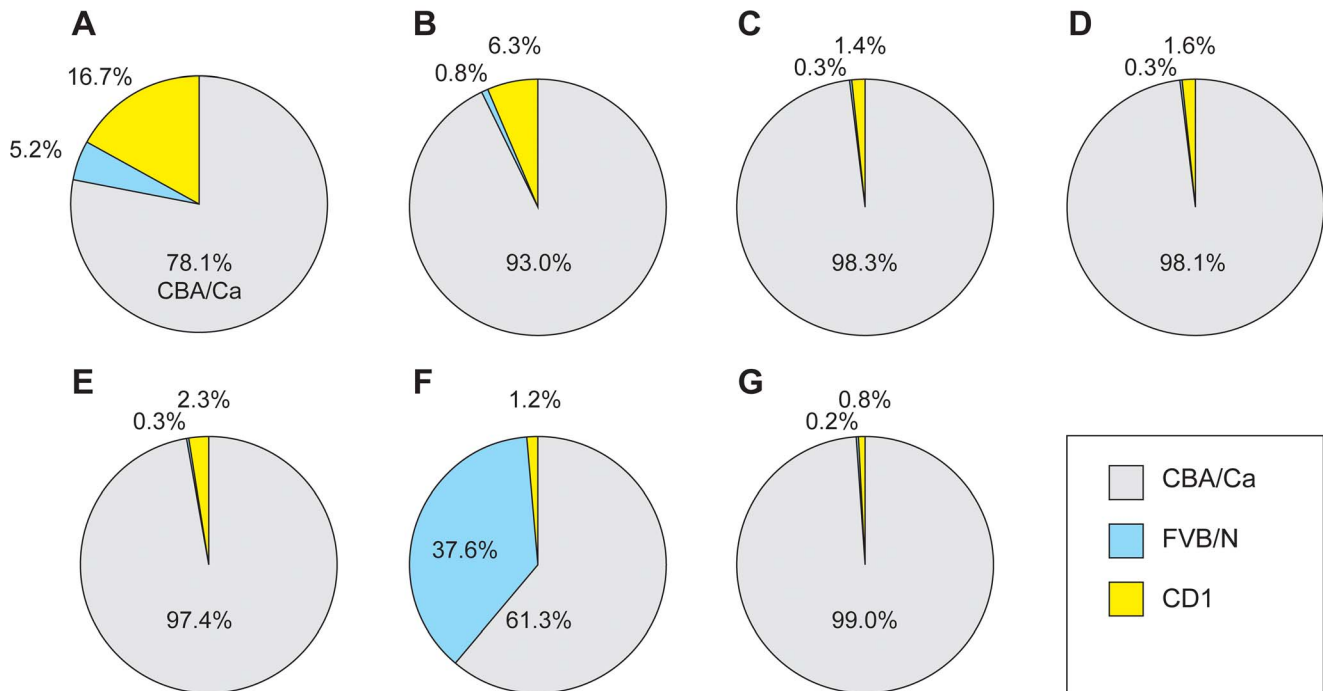 A
B
C
D
16.7%
5.2%
78.1%
CBA/Ca
6.3%
0.8%
93.0%
1.4%
0.3%
98.3%
1.6%
0.3%
98.1%
E
F
G
2.3%
0.3%
97.4%
1.2%
37.6%
61.3%
0.8%
0.2%
99.0%
CBA/Ca
FVB/N
CD1